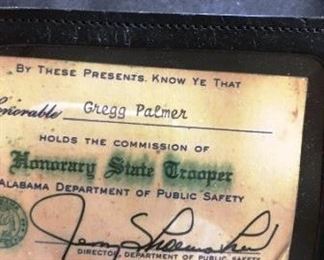 BY THESE PRESENTS, KNOW YE THAT
Honorable Gregg Palmer
HOLDS THE COMMISSION OF
Honorary State Trooper
ALABAMA DEPARTMENT OF PUBLIC SAFETY
DIRECTOR, DEPARTMENT OF PUBLIC SAFETY